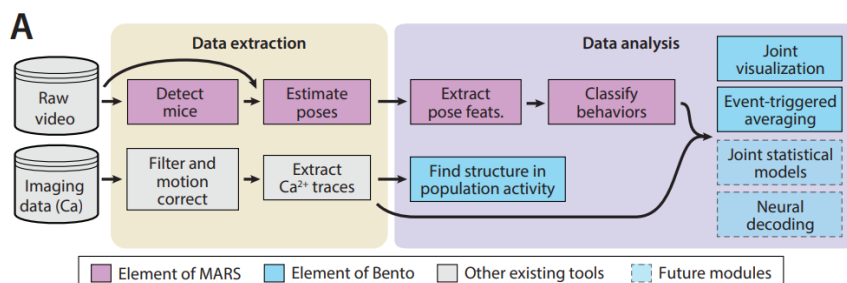 A
Data extraction
Data analysis
Raw
video
Detect
mice
Estimate
poses
Extract
pose feats.
Classify
behaviors
Imaging
data (Ca)
Filter and
motion
correct
Extract
Ca²⁺ traces
Find structure in
population activity
Joint
visualization
Event-triggered
averaging
Joint statistical
models
Neural
decoding
Element of MARS
Element of Bento
Other existing tools
Future modules